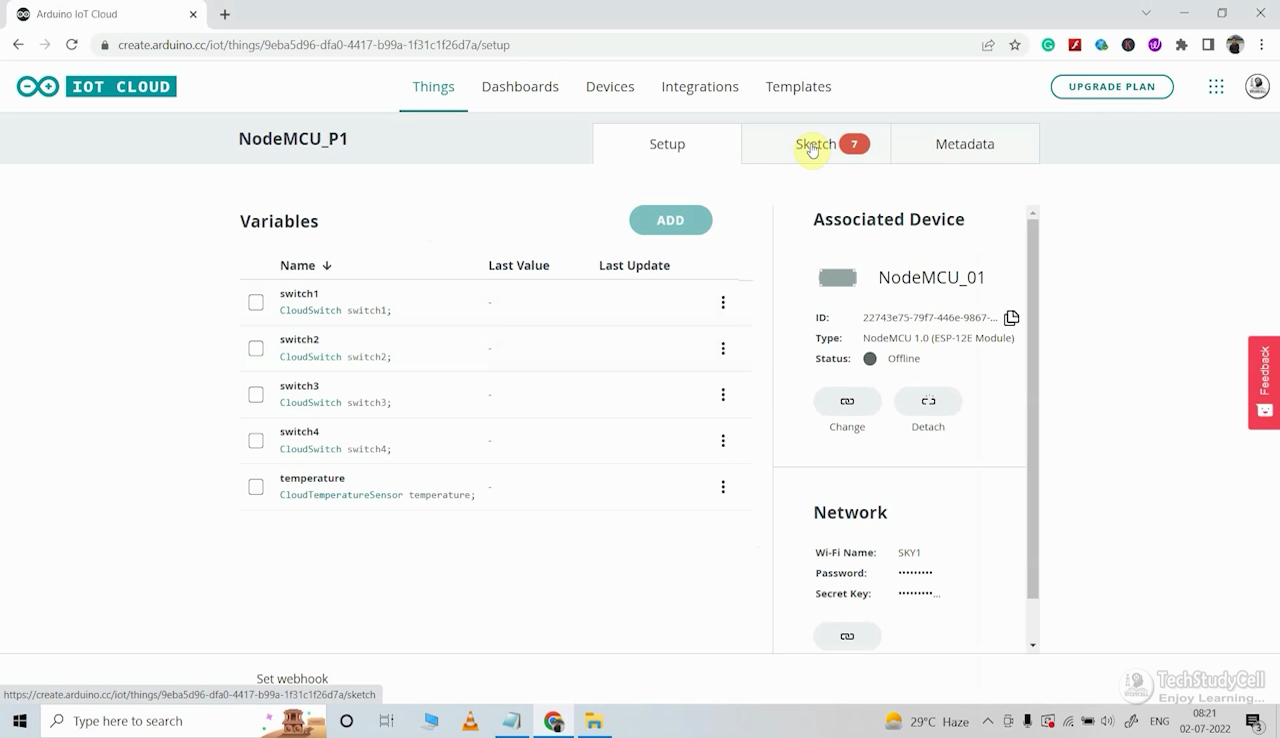 Arduino IoT Cloud
create.arduino.cc/iot/things/9eba5d96-dfa0-4417-b99a-1f31c1f26d7a/setup
IOT CLOUD
Things
Dashboards
Devices
Integrations
Templates
UPGRADE PLAN
NodeMCU_P1
Setup
Sketch 7
Metadata
Variables
ADD
Name
Last Value
Last Update
switch1
CloudSwitch switch1;
-
switch2
CloudSwitch switch2;
-
switch3
CloudSwitch switch3;
-
switch4
CloudSwitch switch4;
-
temperature
CloudTemperatureSensor temperature;
-
Associated Device
NodeMCU_01
ID: 22743e75-79f7-446e-9867-...
Type: NodeMCU 1.0 (ESP-12E Module)
Status: Offline
Change
Detach
Network
Wi-Fi Name: SKY1
Password: •••••••••
Secret Key: •••••••••...
Feedback
Set webhook
https://create.arduino.cc/iot/things/9eba5d96-dfa0-4417-b99a-1f31c1f26d7a/sketch
TechStudyCell
Enjoy Learning...
Type here to search
29°C Haze
ENG
08:21
02-07-2022
3